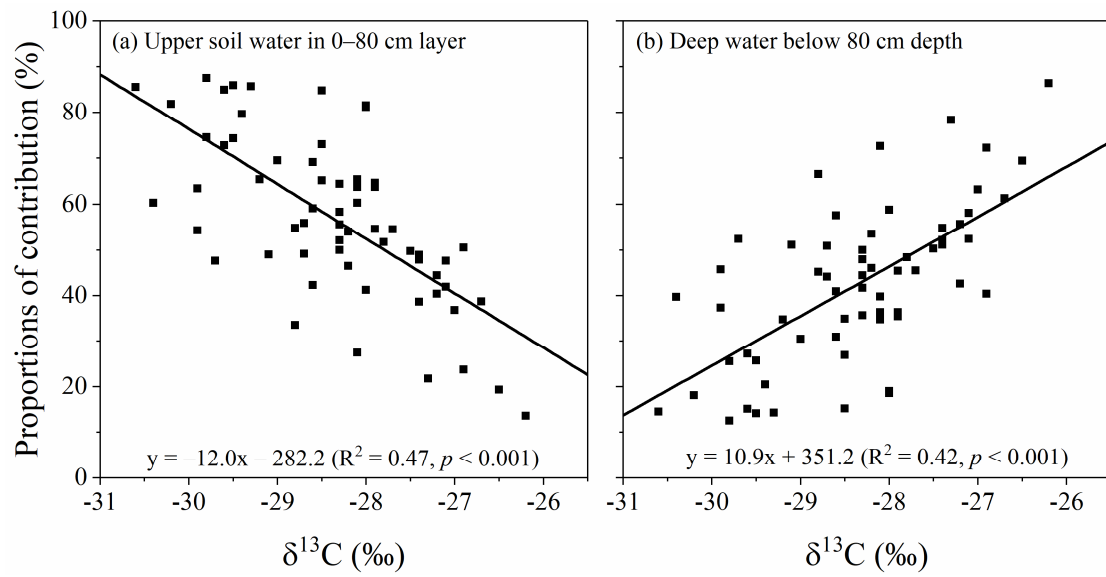 Proportions of contribution (%)
100
80
60
40
20
0
(a) Upper soil water in 0–80 cm layer
y = −12.0x − 282.2 (R² = 0.47, p < 0.001)
-31 -30 -29 -28 -27 -26
δ¹³C (‰)
(b) Deep water below 80 cm depth
y = 10.9x + 351.2 (R² = 0.42, p < 0.001)
-31 -30 -29 -28 -27 -26
δ¹³C (‰)